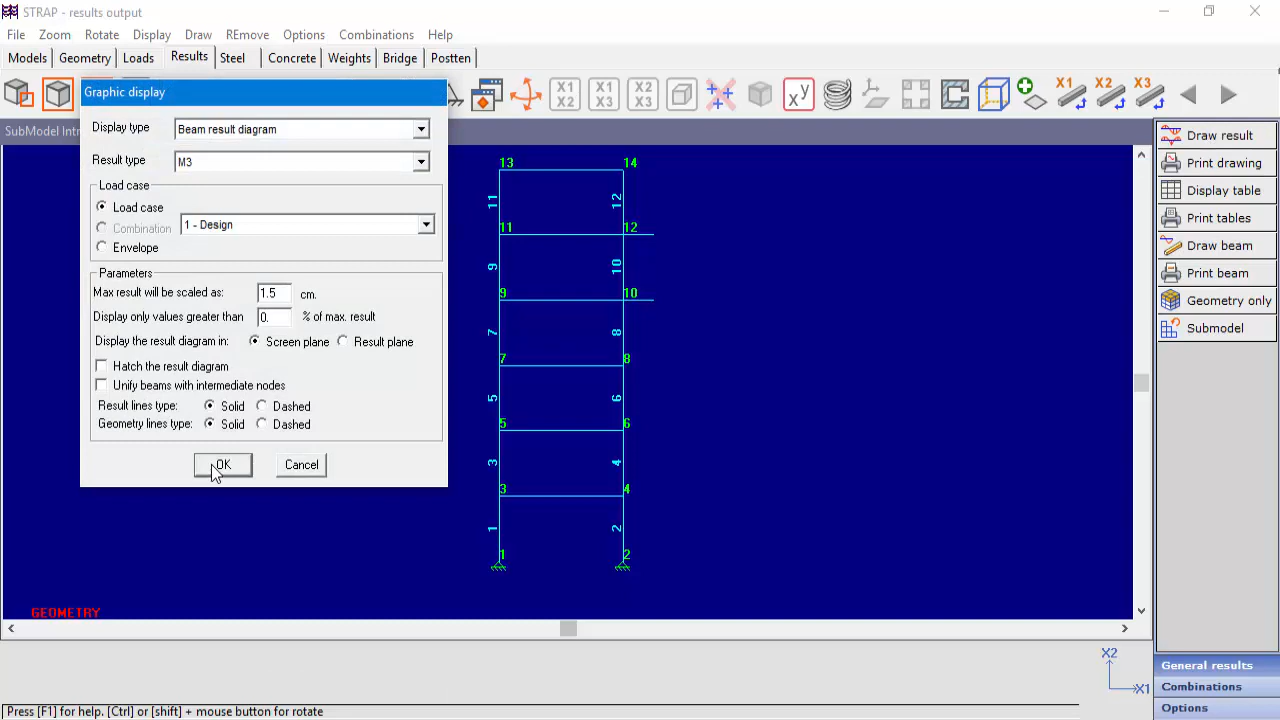 STRAP - results output
File Zoom Rotate Display Draw REmove Options Combinations Help
Models Geometry Loads Results Steel Concrete Weights Bridge Postten
X1 X2
X1 X3
X2 X3
xy
X1 X2 X3
SubModel Intr
Graphic display
Display type Beam result diagram
Result type M3
Load case
Load case
Combination 1 - Design
Envelope
Parameters
Max result will be scaled as: 1.5 cm.
Display only values greater than 0. % of max. result
Display the result diagram in: Screen plane Result plane
Hatch the result diagram
Unify beams with intermediate nodes
Result lines type: Solid Dashed
Geometry lines type: Solid Dashed
OK Cancel
13 14
11 12
11 12
9 10
9 10
7 8
7 8
5 6
5 6
3 4
3 4
1 2
1 2
GEOMETRY
Draw result
Print drawing
Display table
Print tables
Draw beam
Print beam
Geometry only
Submodel
X2
X1
General results
Combinations
Options
Press [F1] for help. [Ctrl] or [shift] + mouse button for rotate